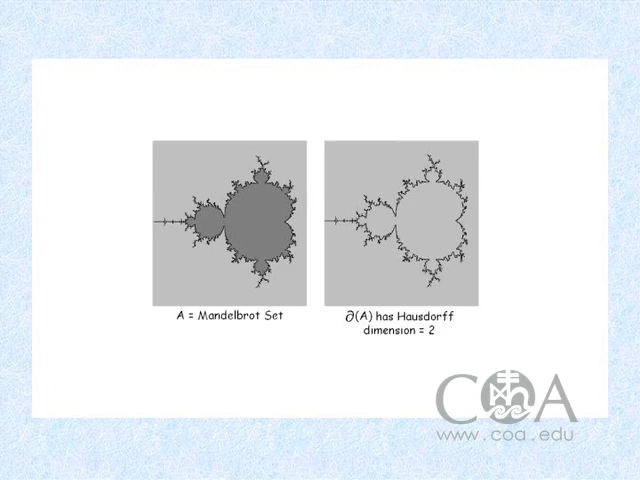 A = Mandelbrot Set
∂(A) has Hausdorff
dimension = 2
COA
www.coa.edu